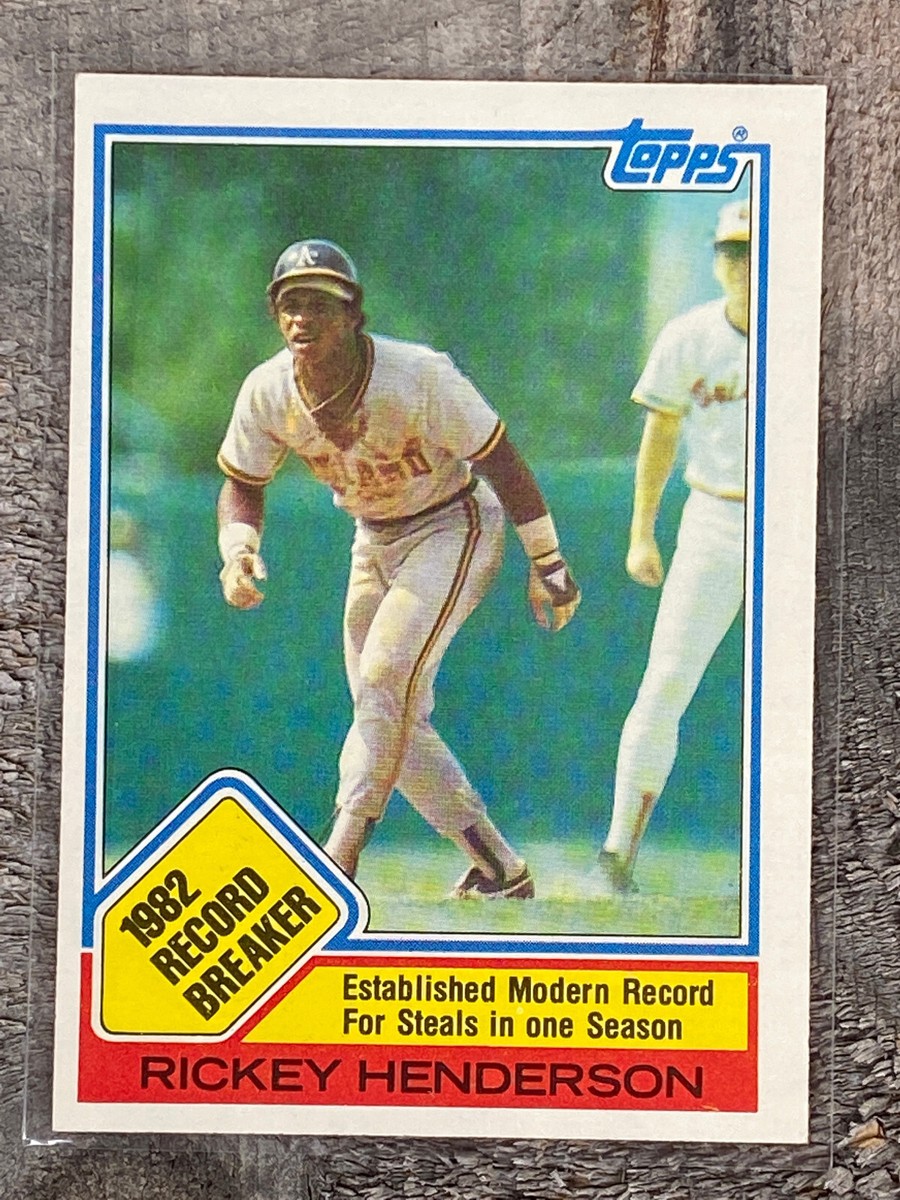 Topps®
A's
1982
RECORD
BREAKER
Established Modern Record
For Steals in one Season
RICKEY HENDERSON